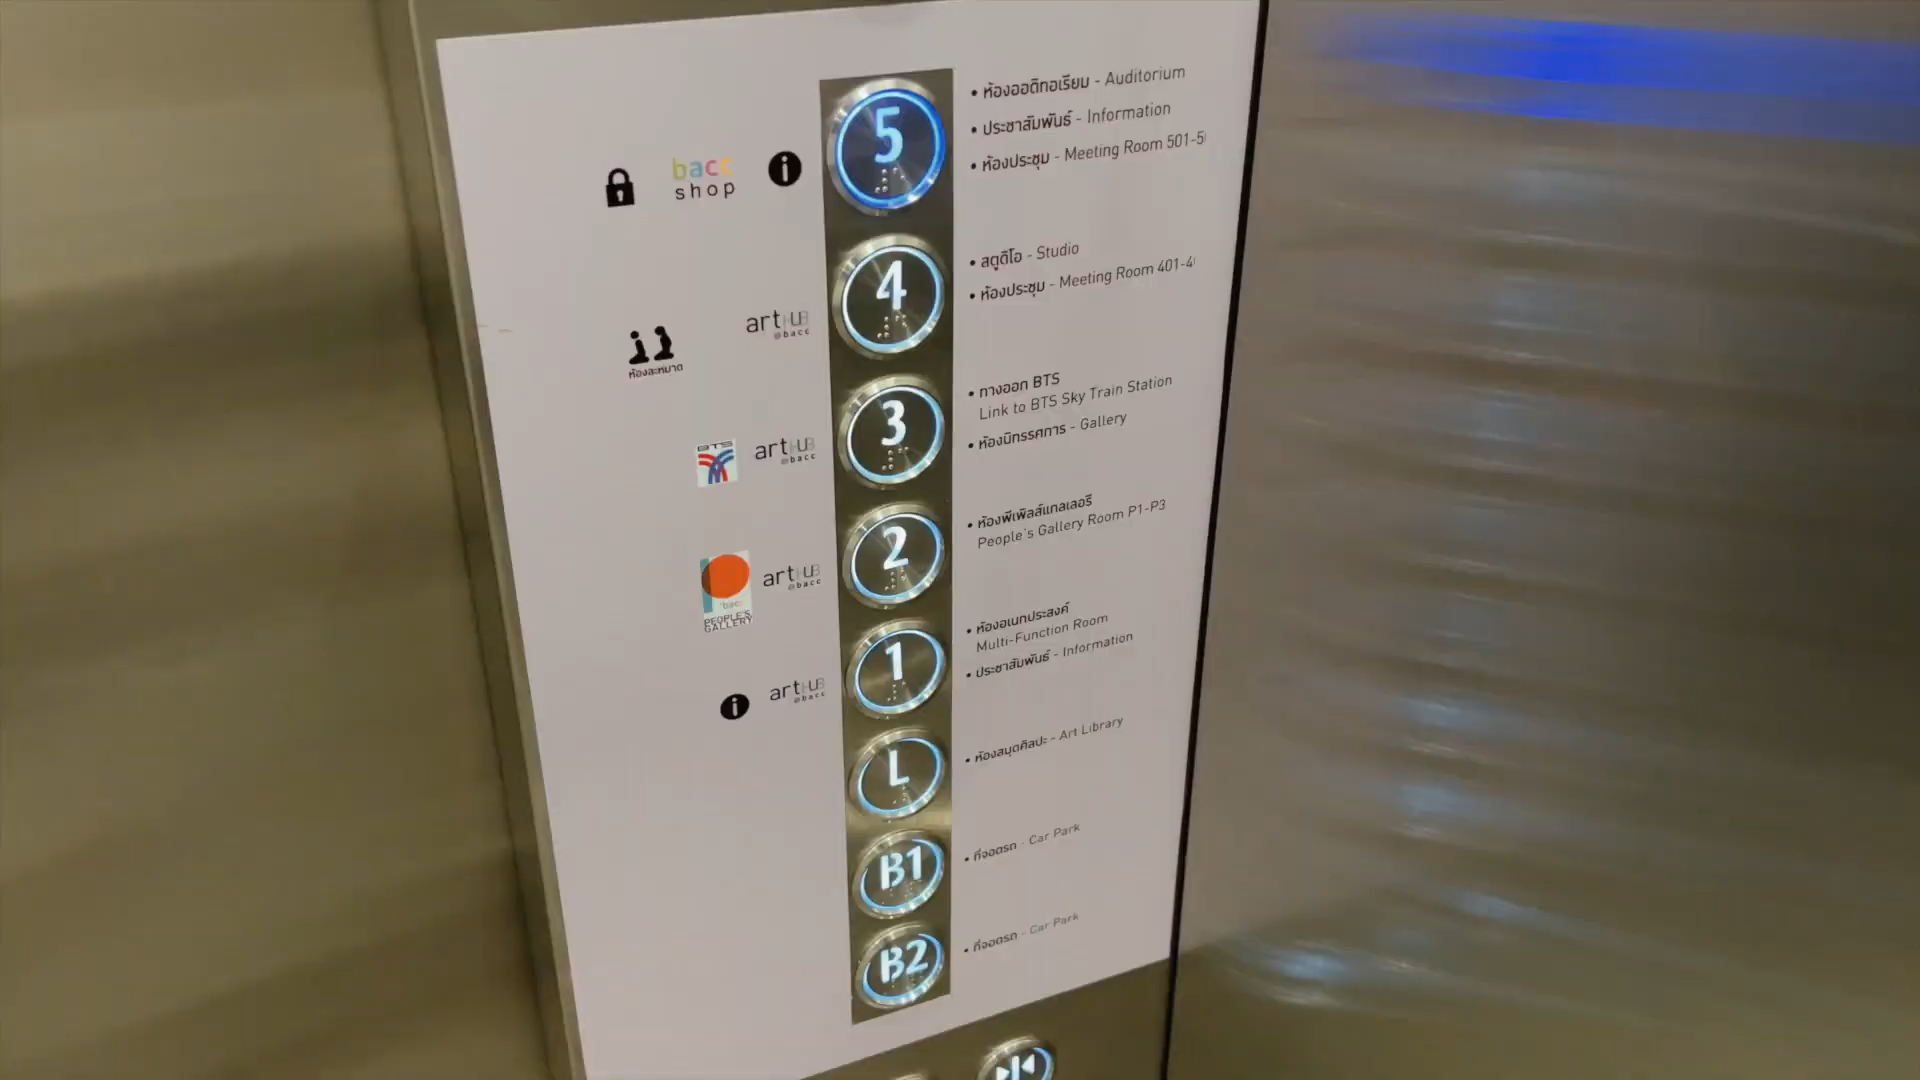 5
• ห้องออดิทอเรียม - Auditorium
• ประชาสัมพันธ์ - Information
• ห้องประชุม - Meeting Room 501-5
bacc
shop
i
4
• สตูดิโอ - Studio
• ห้องประชุม - Meeting Room 401-4
ห้องละหมาด
artHUB
@bacc
3
• ทางออก BTS
Link to BTS Sky Train Station
• ห้องนิทรรศการ - Gallery
BTS
artHUB
@bacc
2
• ห้องพีเพิลส์แกลเลอรี
People's Gallery Room P1-P3
bacc
PEOPLE'S
GALLERY
artHUB
@bacc
1
• ห้องอเนกประสงค์
Multi-Function Room
• ประชาสัมพันธ์ - Information
i
artHUB
@bacc
L
• ห้องสมุดศิลปะ - Art Library
B1
• ที่จอดรถ - Car Park
B2
• ที่จอดรถ - Car Park